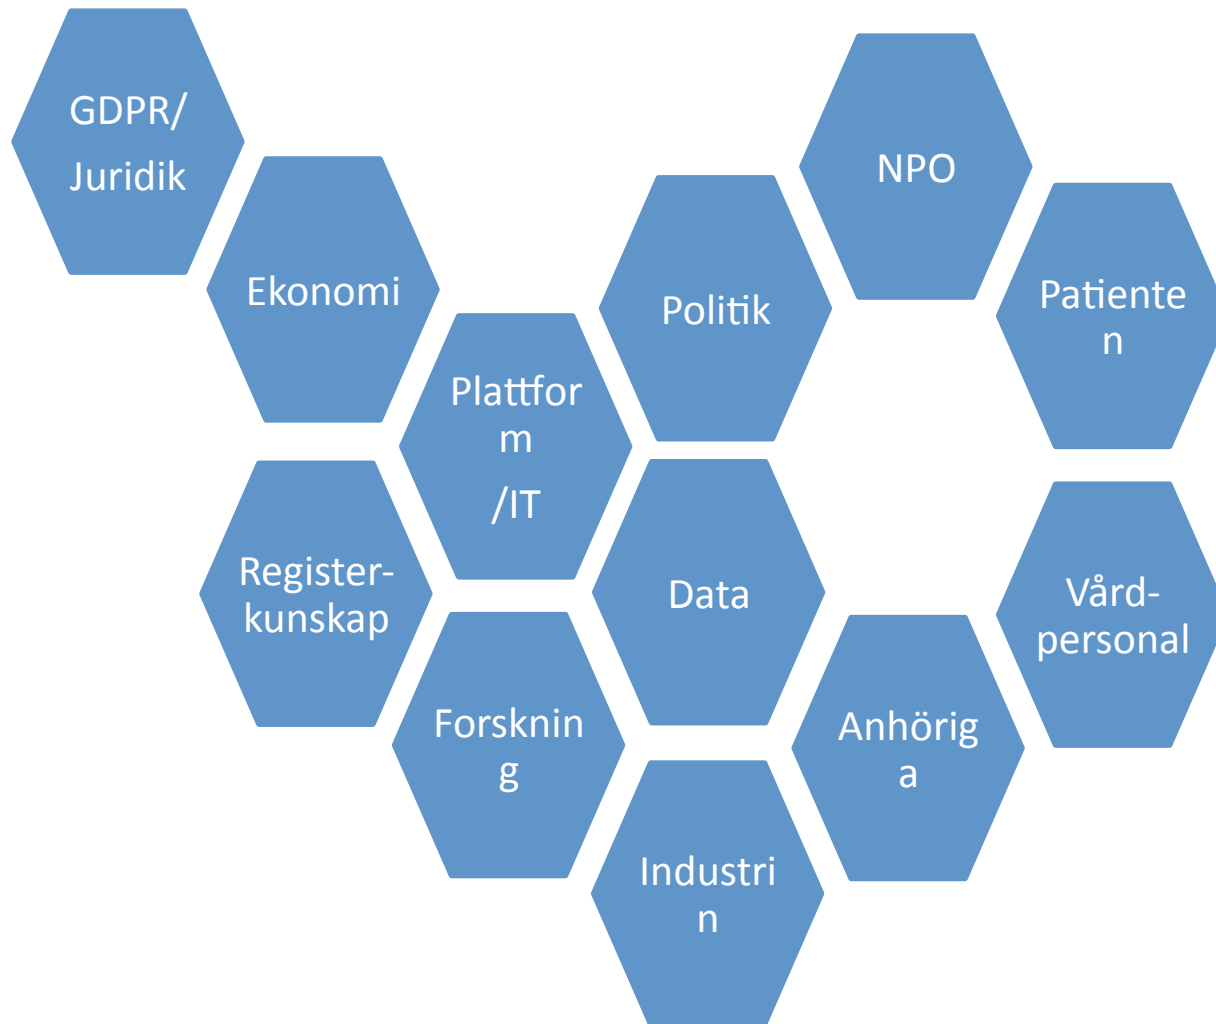 GDPR/
Juridik
Ekonomi
Plattfor
m
/IT
Politik
NPO
Patiente
n
Register-
kunskap
Data
Vård-
personal
Forsknin
g
Anhörig
a
Industri
n